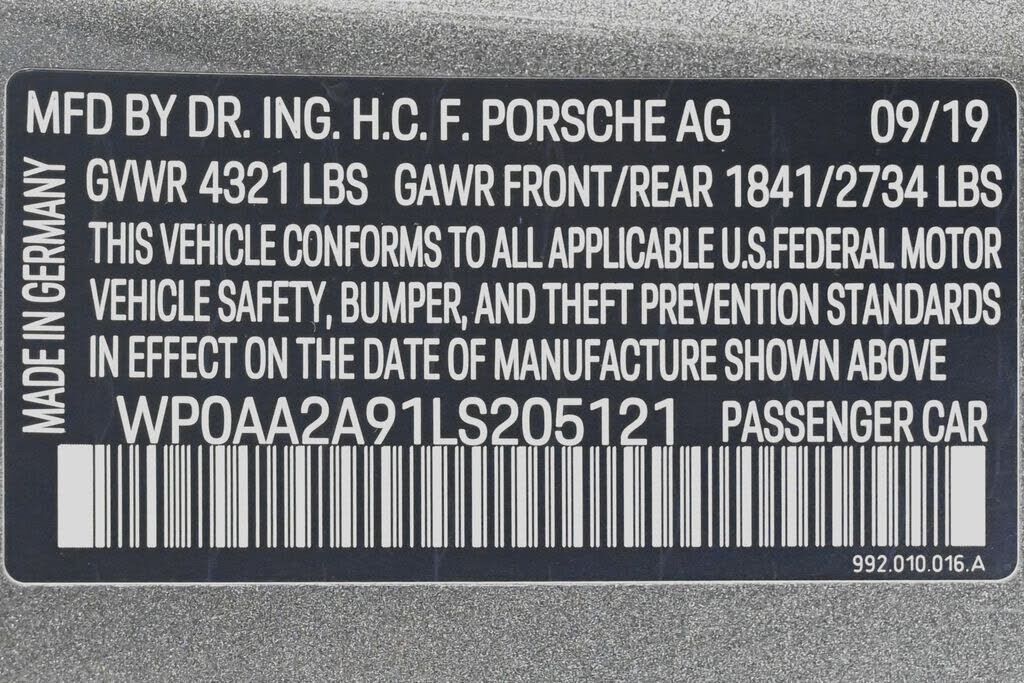 MFD BY DR. ING. H.C. F. PORSCHE AG 09/19
MADE IN GERMANY
GVWR 4321 LBS GAWR FRONT/REAR 1841/2734 LBS
THIS VEHICLE CONFORMS TO ALL APPLICABLE U.S.FEDERAL MOTOR
VEHICLE SAFETY, BUMPER, AND THEFT PREVENTION STANDARDS
IN EFFECT ON THE DATE OF MANUFACTURE SHOWN ABOVE
WP0AA2A91LS205121 PASSENGER CAR
992.010.016.A